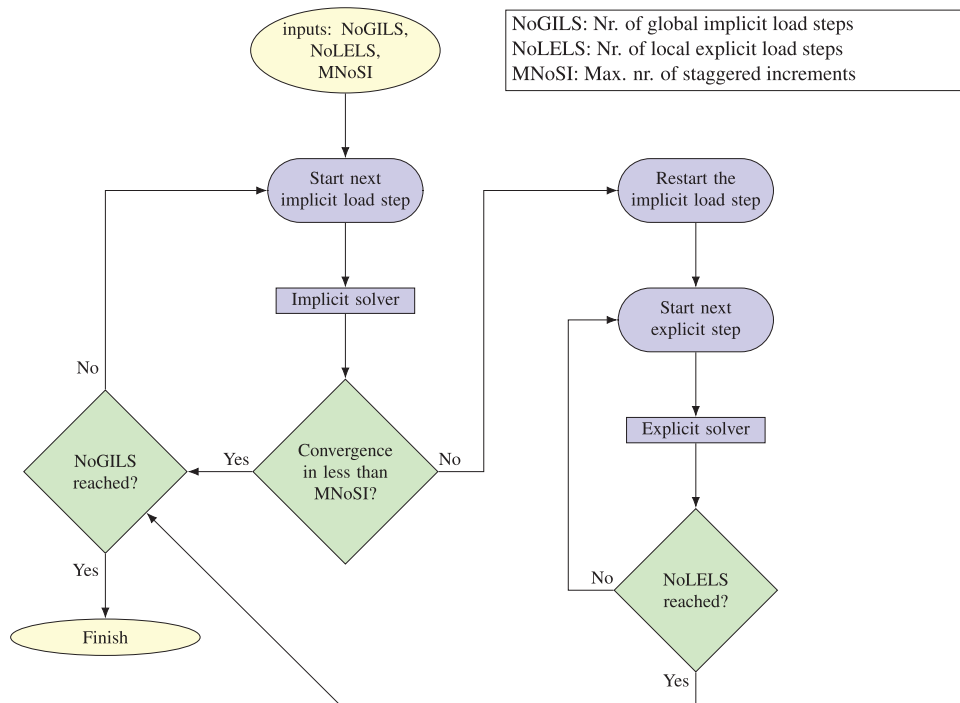 inputs: NoGILS,
NoLELS,
MNoSI
NoGILS: Nr. of global implicit load steps
NoLELS: Nr. of local explicit load steps
MNoSI: Max. nr. of staggered increments
Start next
implicit load step
Restart the
implicit load step
Implicit solver
Start next
explicit step
No
Explicit solver
NoGILS
reached?
Yes
Convergence
in less than
MNoSI?
No
Yes
No
NoLELS
reached?
Finish
Yes